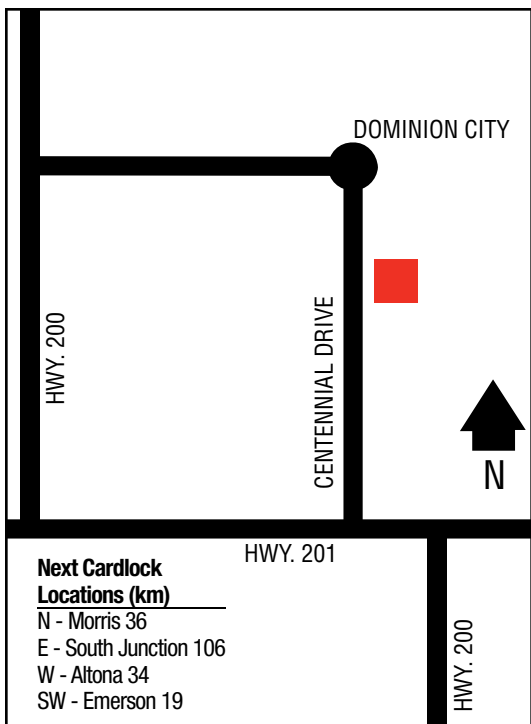 DOMINION CITY
HWY. 200
CENTENNIAL DRIVE
N
HWY. 201
Next Cardlock
Locations (km)
N - Morris 36
E - South Junction 106
W - Altona 34
SW - Emerson 19
HWY. 200